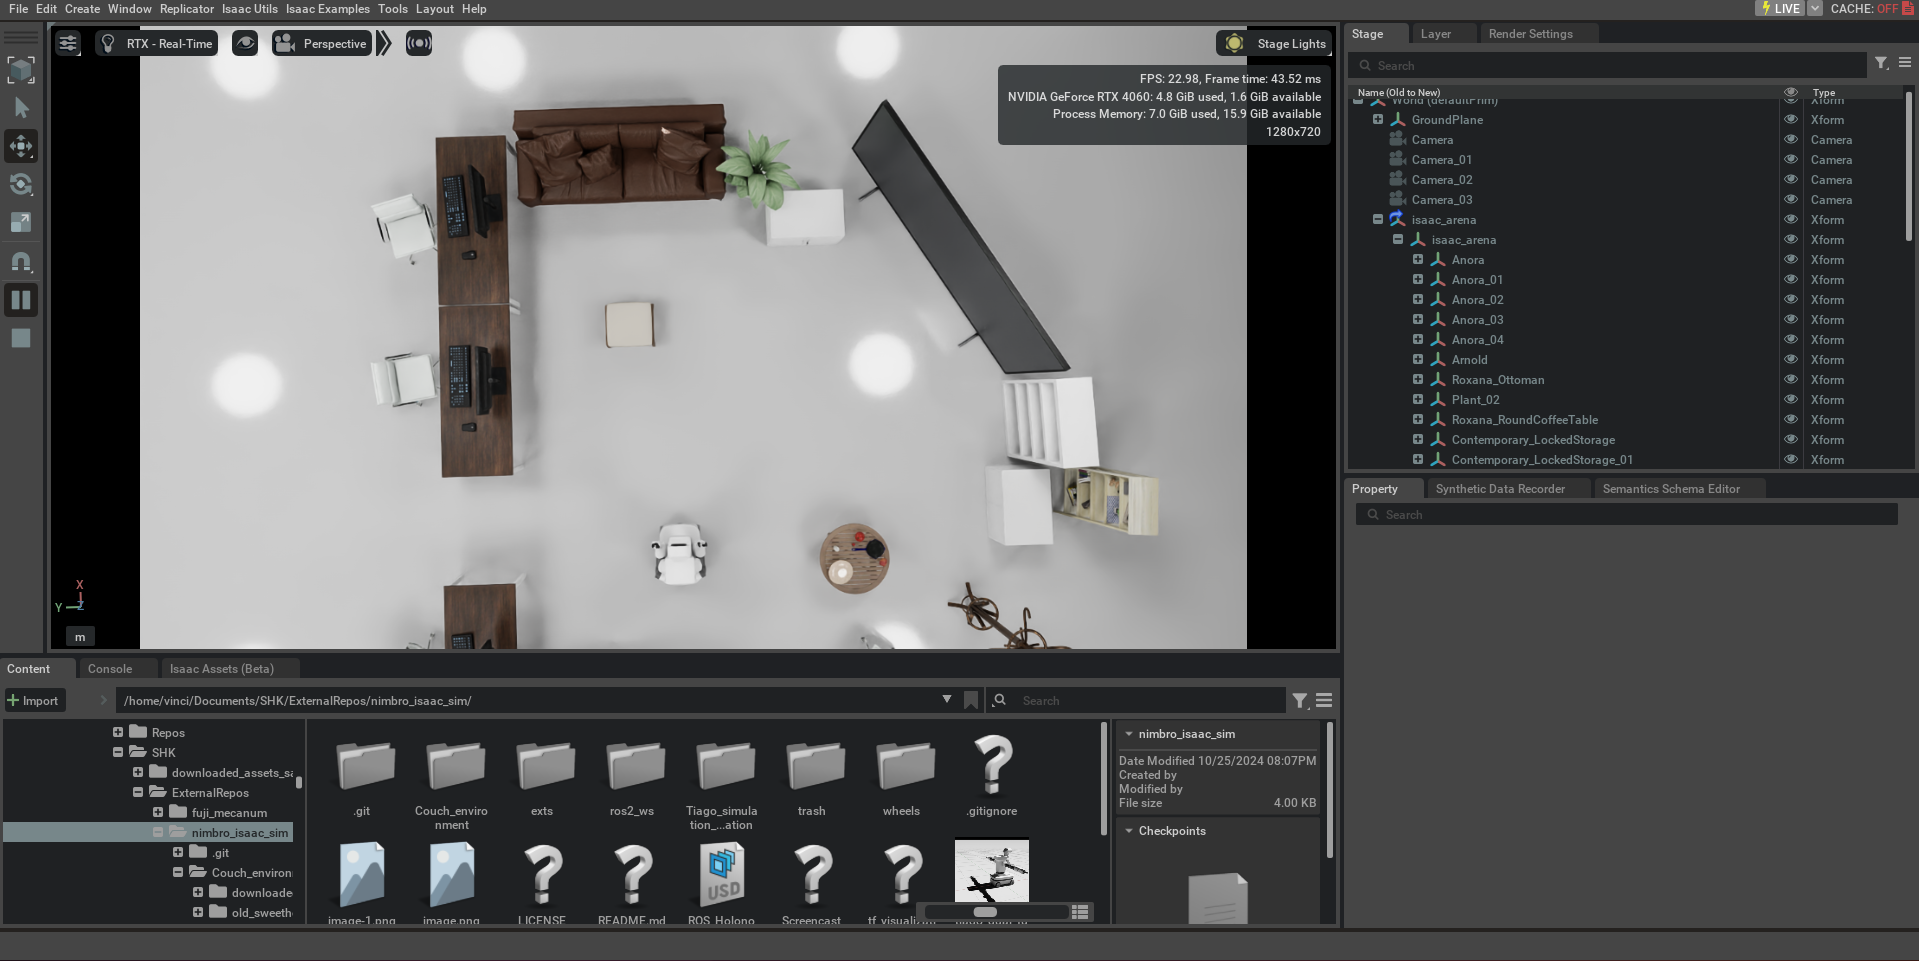 File Edit Create Window Replicator Isaac Utils Isaac Examples Tools Layout Help
LIVE CACHE: OFF
RTX - Real-Time Perspective Stage Lights
FPS: 22.98, Frame time: 43.52 ms
NVIDIA GeForce RTX 4060: 4.8 GiB used, 1.6 GiB available
Process Memory: 7.0 GiB used, 15.9 GiB available
1280x720
X
Y Z
m
Stage Layer Render Settings
Search
Name (Old to New) Type
World (defaultPrim) Xform
GroundPlane Xform
Camera Camera
Camera_01 Camera
Camera_02 Camera
Camera_03 Camera
isaac_arena Xform
isaac_arena Xform
Anora Xform
Anora_01 Xform
Anora_02 Xform
Anora_03 Xform
Anora_04 Xform
Arnold Xform
Roxana_Ottoman Xform
Plant_02 Xform
Roxana_RoundCoffeeTable Xform
Contemporary_LockedStorage Xform
Contemporary_LockedStorage_01 Xform
Property Synthetic Data Recorder Semantics Schema Editor
Search
Content Console Isaac Assets (Beta)
Import /home/vinci/Documents/SHK/ExternalRepos/nimbro_isaac_sim/ Search
Repos
SHK
downloaded_assets_sa
ExternalRepos
fuji_mecanum
nimbro_isaac_sim
.git
Couch_environ
downloade
old_sweeth
.git Couch_enviro
nment exts ros2_ws Tiago_simula
tion_...ation trash wheels .gitignore
USD
image-1.png image.png LICENSE README.md ROS_Holono Screencast
nimbro_isaac_sim
Date Modified 10/25/2024 08:07PM
Created by
Modified by
File size 4.00 KB
Checkpoints